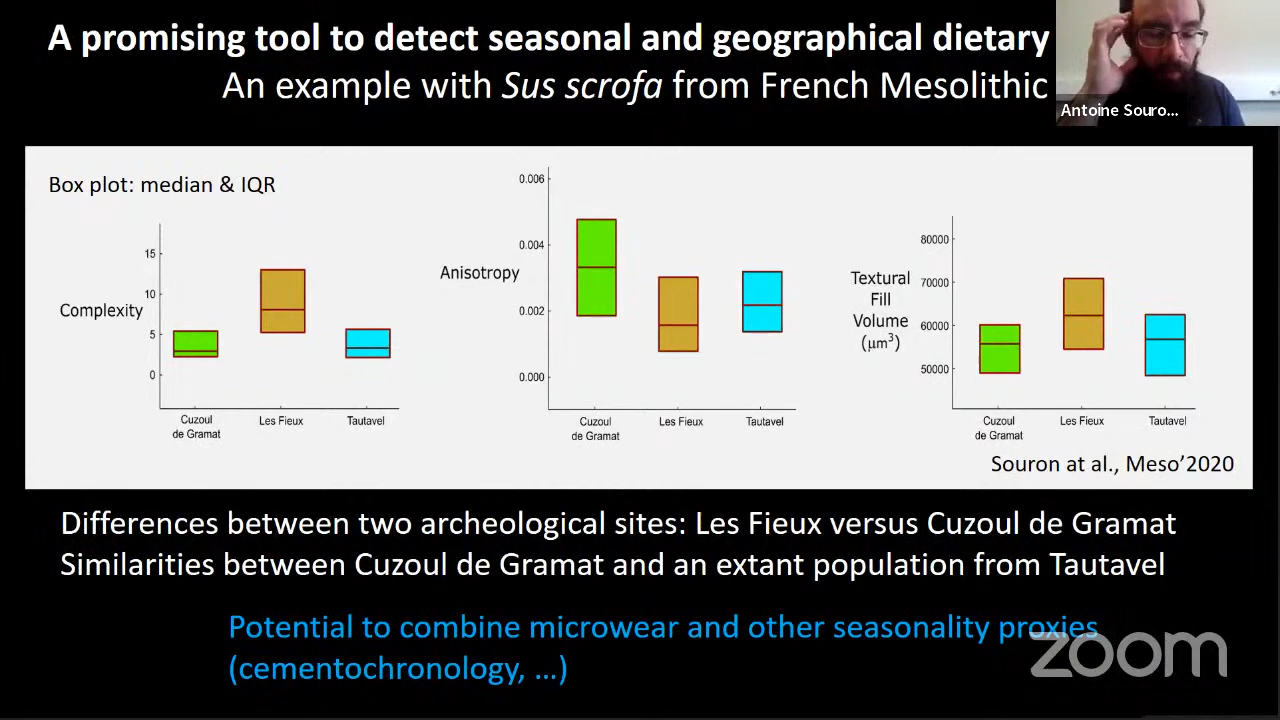 A promising tool to detect seasonal and geographical dietary
An example with Sus scrofa from French Mesolithic
Antoine Souro...
Box plot: median & IQR
Complexity
15
10
5
0
Cuzoul
de Gramat
Les Fieux
Tautavel
Anisotropy
0.006
0.004
0.002
0.000
Cuzoul
de Gramat
Les Fieux
Tautavel
Textural
Fill
Volume
(μm³)
80000
70000
60000
50000
Cuzoul
de Gramat
Les Fieux
Tautavel
Souron at al., Meso'2020
Differences between two archeological sites: Les Fieux versus Cuzoul de Gramat
Similarities between Cuzoul de Gramat and an extant population from Tautavel
Potential to combine microwear and other seasonality proxies
(cementochronology, ...)
zoom